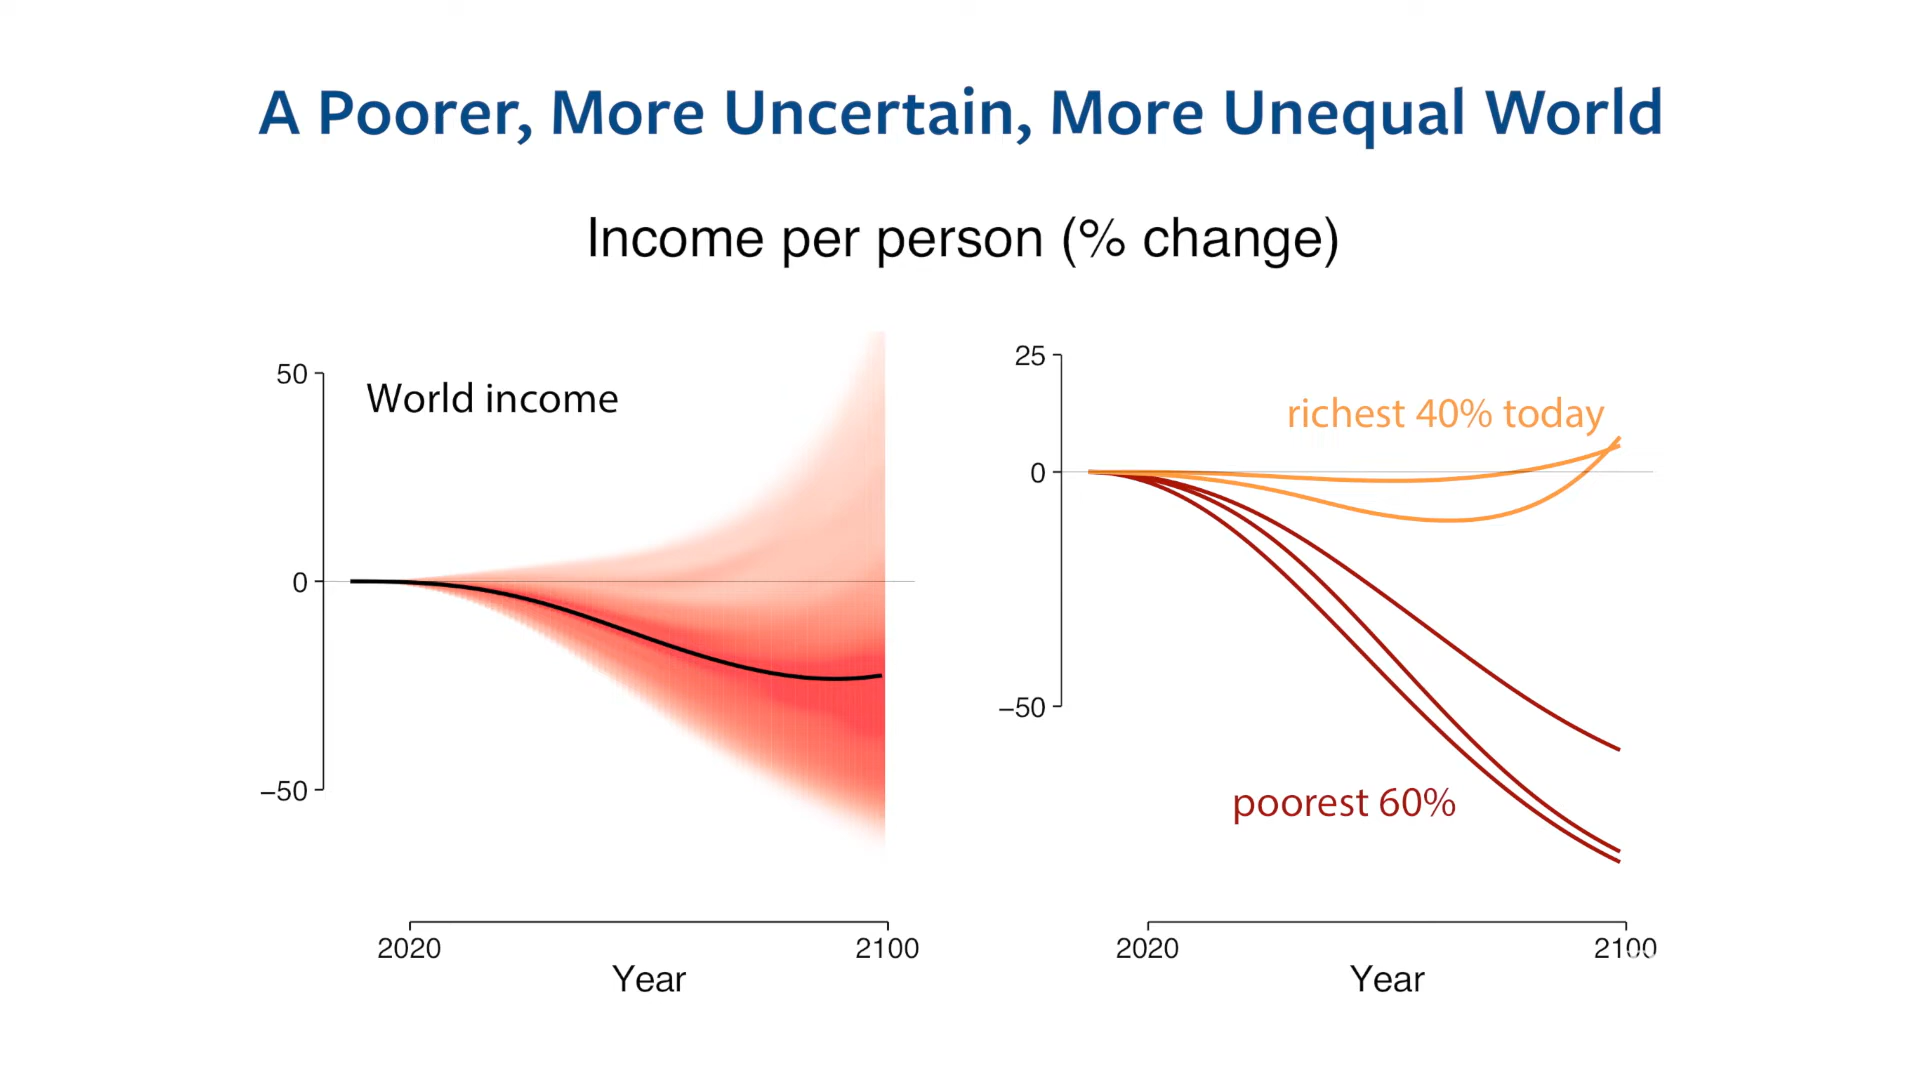 A Poorer, More Uncertain, More Unequal World
Income per person (% change)
50
World income
0
−50
2020
2100
Year
25
richest 40% today
0
−50
poorest 60%
2020
2100
Year